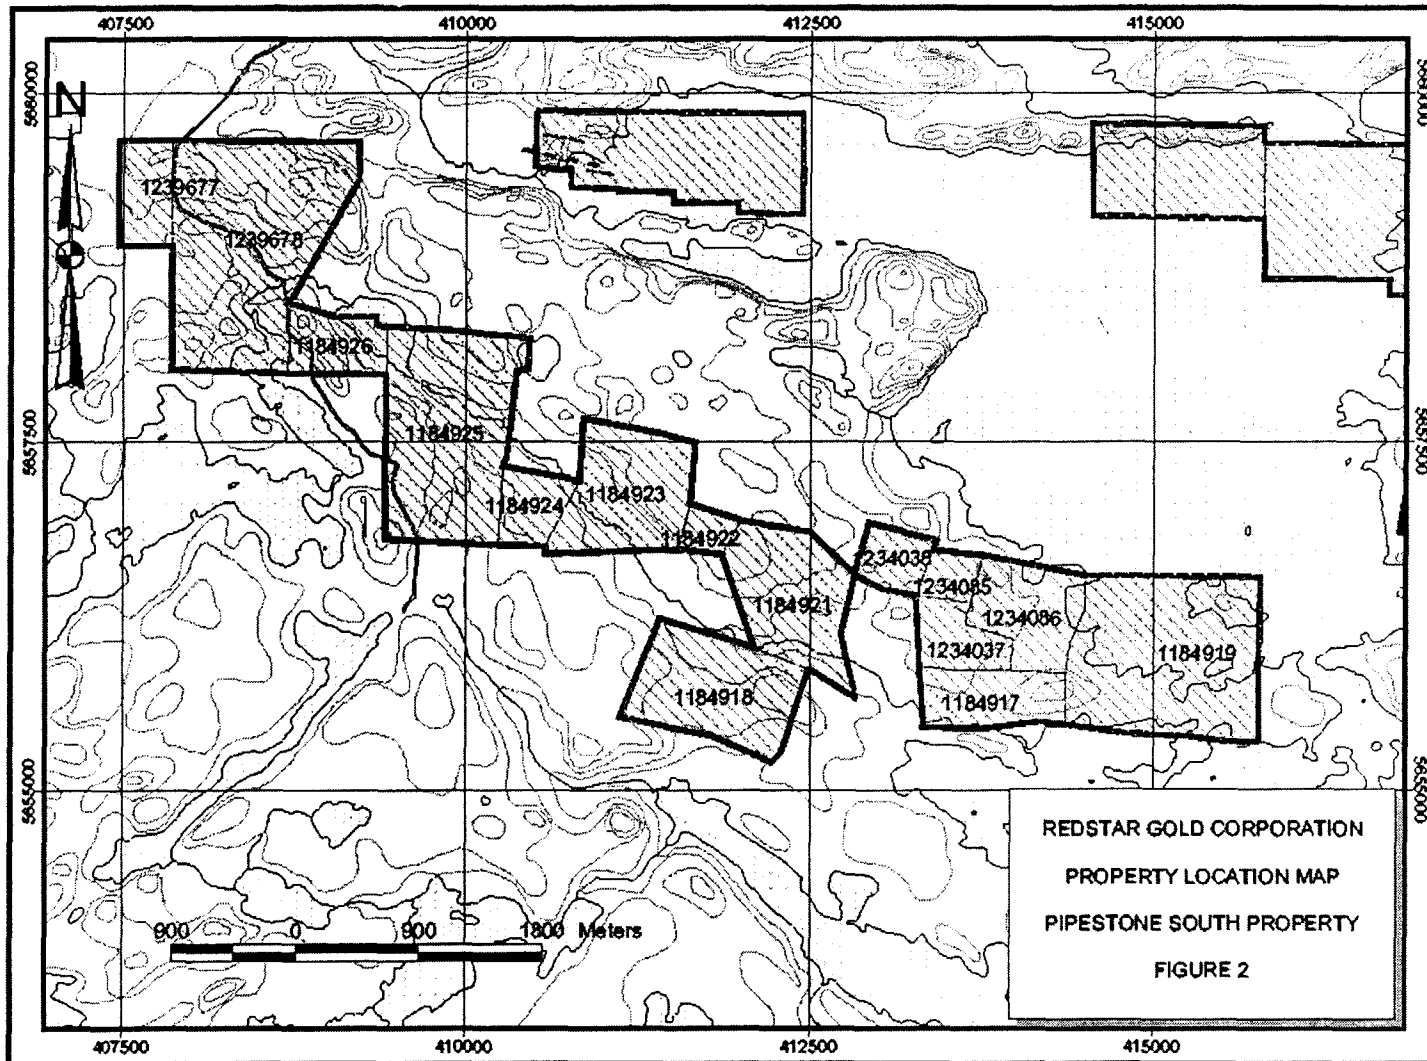 407500 410000 412500 415000
5660000 5660000
N
1239677
1239678
1184926
5657500 5657500
1184925
1184924
1184923
1184922
1234038
1234085
1184921
1234086
1234037
1184919
1184918
1184917
5655000 5655000
900 0 900 1800 Meters
REDSTAR GOLD CORPORATION
PROPERTY LOCATION MAP
PIPESTONE SOUTH PROPERTY
FIGURE 2
407500 410000 412500 415000